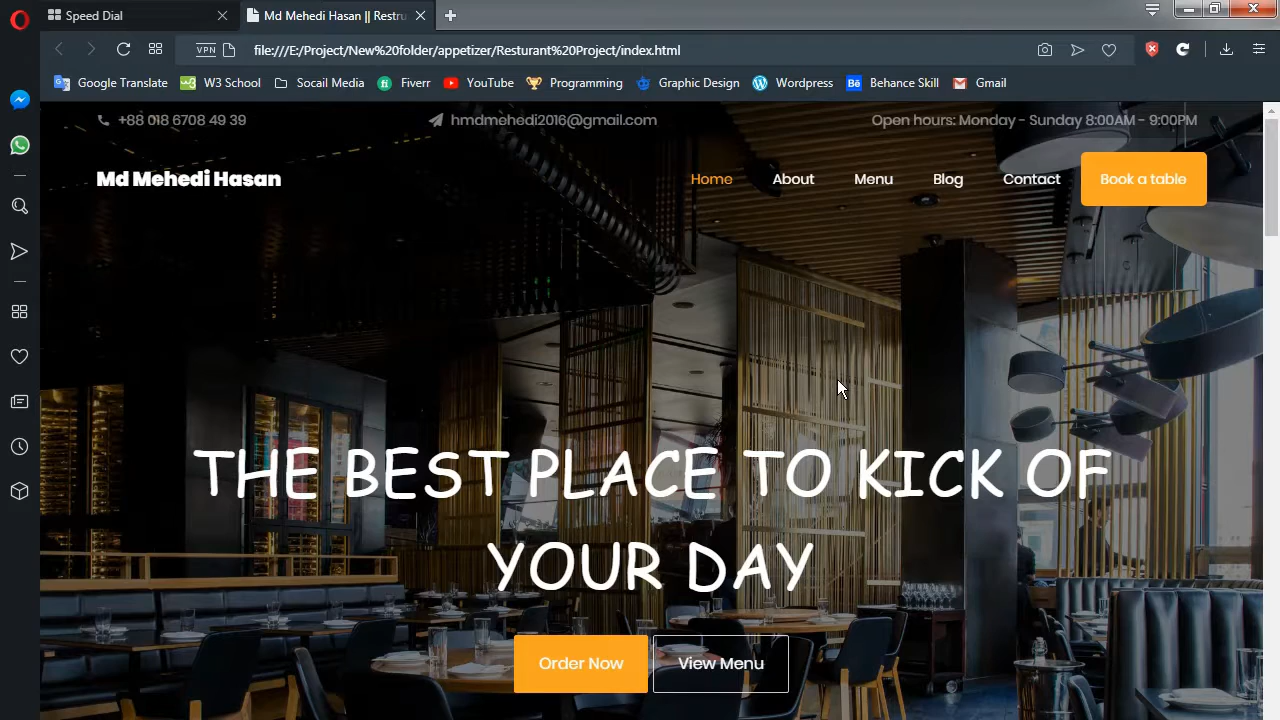 Speed Dial
Md Mehedi Hasan || Restru
VPN
file:///E:/Project/New%20folder/appetizer/Resturant%20Project/index.html
Google Translate
W3 School
Socail Media
Fiverr
YouTube
Programming
Graphic Design
Wordpress
Bē
Behance Skill
Gmail
+88 018 6708 49 39
hmdmehedi2016@gmail.com
Open hours: Monday - Sunday 8:00AM - 9:00PM
Md Mehedi Hasan
Home
About
Menu
Blog
Contact
Book a table
THE BEST PLACE TO KICK OF
YOUR DAY
Order Now
View Menu